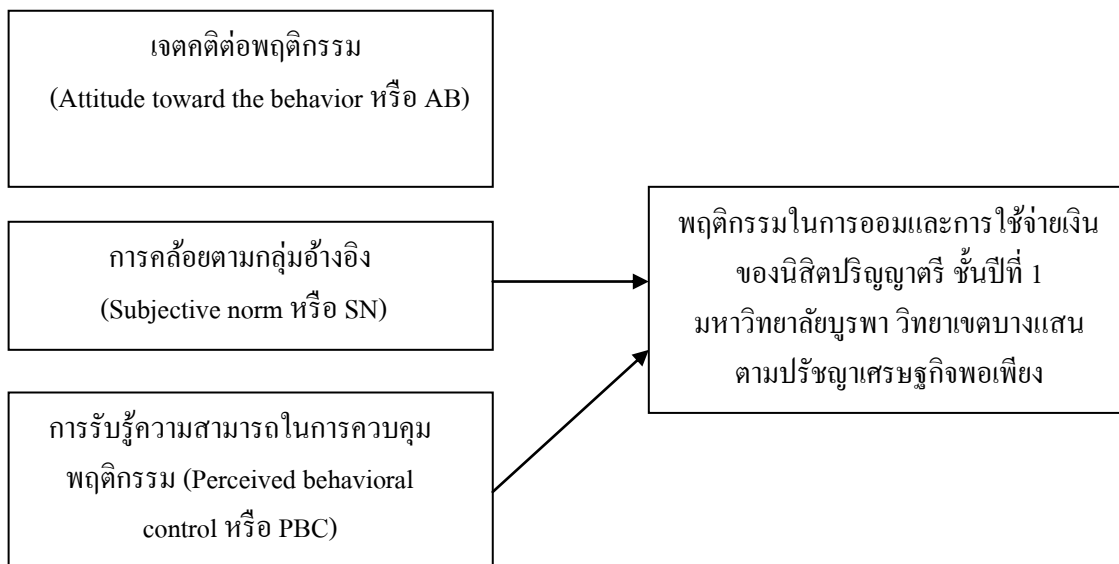 เจตคติต่อพฤติกรรม
(Attitude toward the behavior หรือ AB)
การคล้อยตามกลุ่มอ้างอิง
(Subjective norm หรือ SN)
การรับรู้ความสามารถในการควบคุม
พฤติกรรม (Perceived behavioral
control หรือ PBC)
พฤติกรรมในการออมและการใช้จ่ายเงิน
ของนิสิตปริญญาตรี ชั้นปีที่ 1
มหาวิทยาลัยบูรพา วิทยาเขตบางแสน
ตามปรัชญาเศรษฐกิจพอเพียง